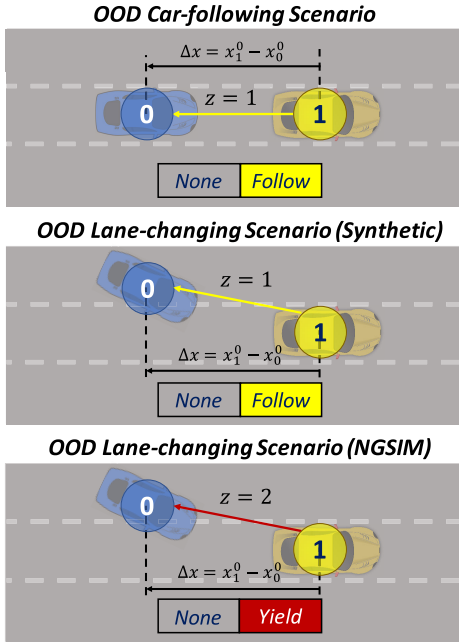 OOD Car-following Scenario
Δx = x₁⁰ − x₀⁰
0 z = 1 1
None Follow
OOD Lane-changing Scenario (Synthetic)
0 z = 1
1
Δx = x₁⁰ − x₀⁰
None Follow
OOD Lane-changing Scenario (NGSIM)
0 z = 2
1
Δx = x₁⁰ − x₀⁰
None Yield